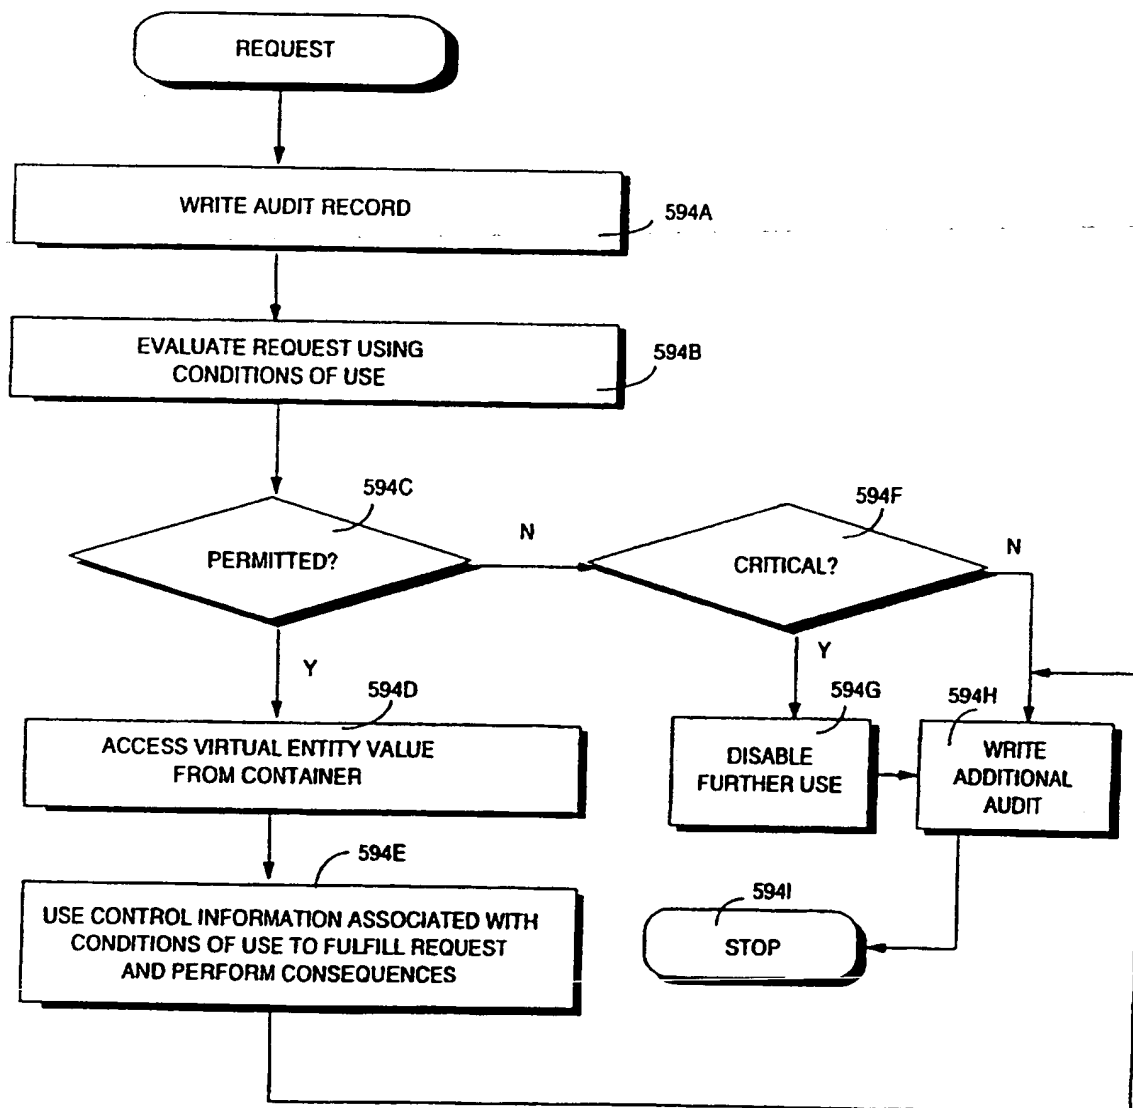 REQUEST
WRITE AUDIT RECORD
594A
EVALUATE REQUEST USING
CONDITIONS OF USE
594B
594C
PERMITTED?
N
594F
CRITICAL?
N
Y
Y
594D
ACCESS VIRTUAL ENTITY VALUE
FROM CONTAINER
594G
DISABLE
FURTHER USE
594H
WRITE
ADDITIONAL
AUDIT
594E
USE CONTROL INFORMATION ASSOCIATED WITH
CONDITIONS OF USE TO FULFILL REQUEST
AND PERFORM CONSEQUENCES
594I
STOP